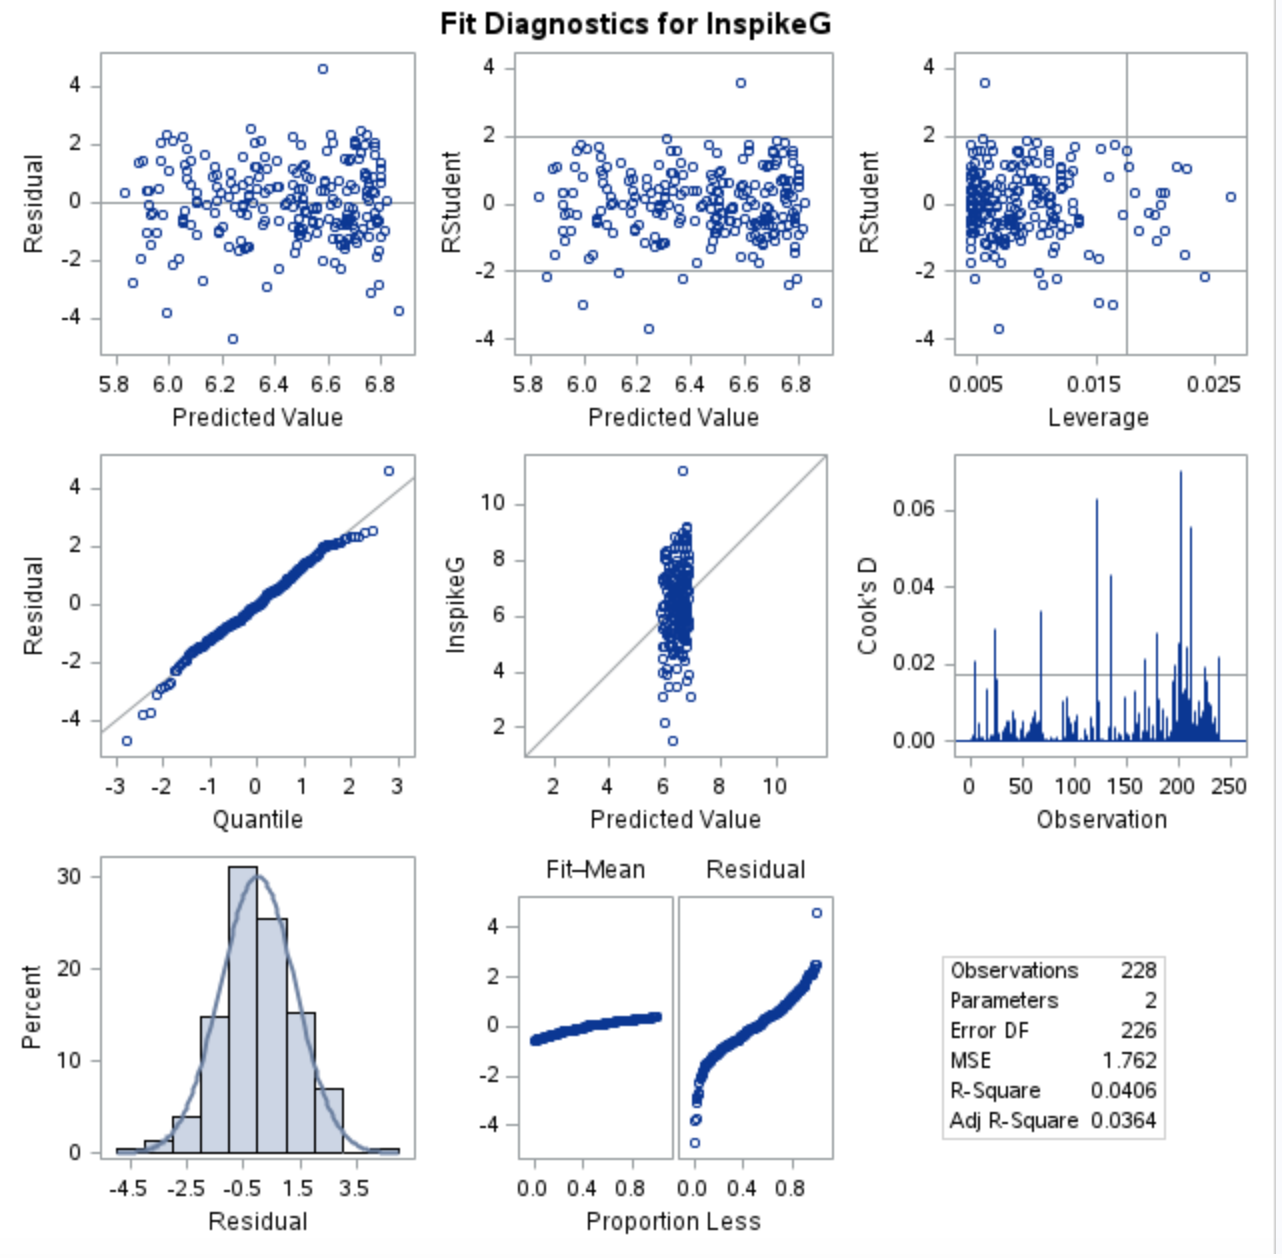 Fit Diagnostics for InspikeG
4
2
0
-2
-4
Residual
5.8 6.0 6.2 6.4 6.6 6.8
Predicted Value
4
2
0
-2
-4
RStudent
5.8 6.0 6.2 6.4 6.6 6.8
Predicted Value
4
2
0
-2
-4
RStudent
0.005 0.015 0.025
Leverage
4
2
0
-2
-4
Residual
-3 -2 -1 0 1 2 3
Quantile
10
8
6
4
2
InspikeG
2 4 6 8 10
Predicted Value
0.06
0.04
0.02
0.00
Cook's D
0 50 100 150 200 250
Observation
30
20
10
0
Percent
-4.5 -2.5 -0.5 1.5 3.5
Residual
Fit–Mean Residual
4
2
0
-2
-4
0.0 0.4 0.8 0.0 0.4 0.8
Proportion Less
Observations 228
Parameters 2
Error DF 226
MSE 1.762
R-Square 0.0406
Adj R-Square 0.0364